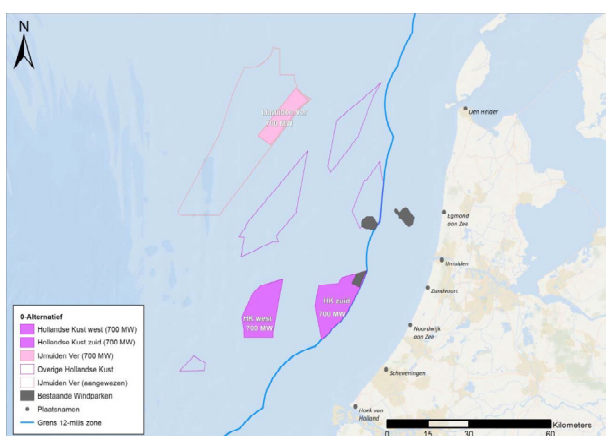 N
IJmuiden Ver
700 MW
Den Helder
Egmond
aan Zee
IJmuiden
Zandvoort
HK zuid
700 MW
HK west
700 MW
Noordwijk
aan Zee
Scheveningen
Hoek van
Holland
0-Alternatief
Hollandse Kust west (700 MW)
Hollandse Kust zuid (700 MW)
IJmuiden Ver (700 MW)
Overige Hollandse Kust
IJmuiden Ver (aangewezen)
Bestaande Windparken
Plaatsnamen
Grens 12-mijls zone
Kilometers
0 15 30 60